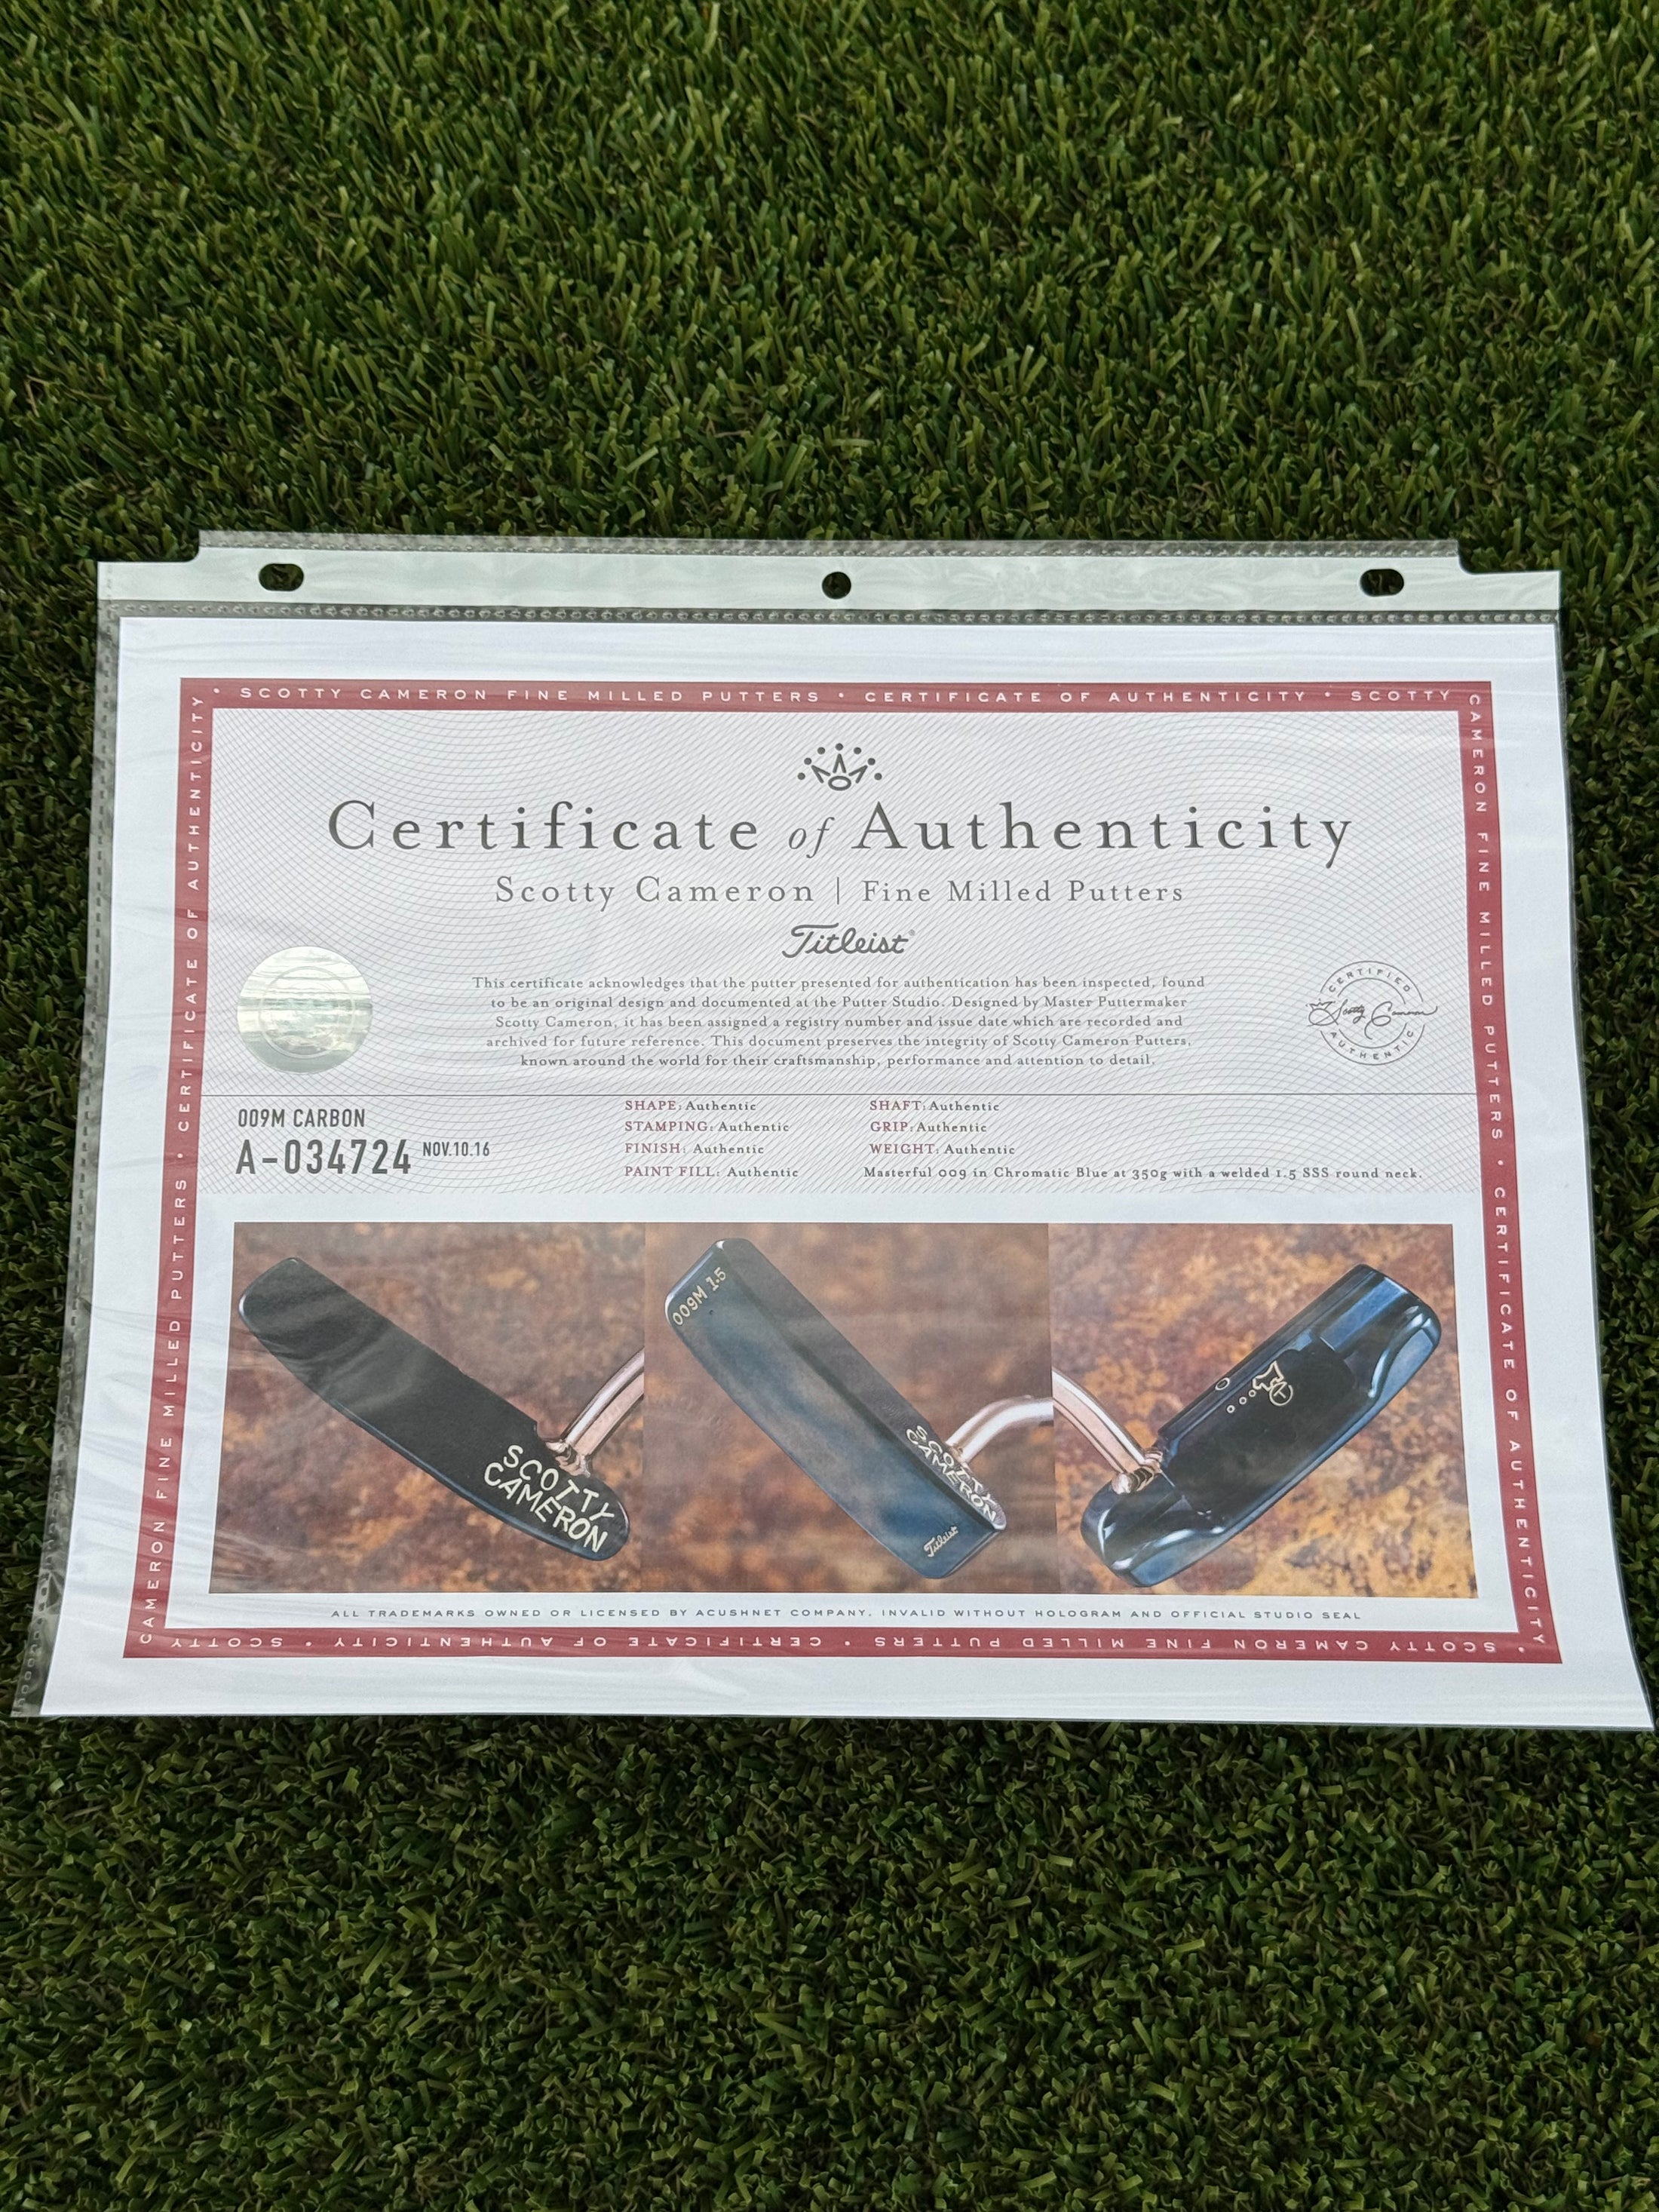 • SCOTTY CAMERON FINE MILLED PUTTERS • CERTIFICATE OF AUTHENTICITY • SCOTTY
CAMERON FINE MILLED PUTTERS • CERTIFICATE OF AUTHENTICITY •
SCOTTY CAMERON FINE MILLED PUTTERS • CERTIFICATE OF AUTHENTICITY • SCOTTY
CAMERON FINE MILLED PUTTERS • CERTIFICATE OF AUTHENTICITY
Certificate of Authenticity
Scotty Cameron | Fine Milled Putters
Titleist®
This certificate acknowledges that the putter presented for authentication has been inspected, found
to be an original design and documented at the Putter Studio. Designed by Master Puttermaker
Scotty Cameron, it has been assigned a registry number and issue date which are recorded and
archived for future reference. This document preserves the integrity of Scotty Cameron Putters,
known around the world for their craftsmanship, performance and attention to detail.
CERTIFIED
Scotty Cameron
AUTHENTIC
009M CARBON
A-034724 NOV.10.16
SHAPE: Authentic
STAMPING: Authentic
FINISH: Authentic
PAINT FILL: Authentic
SHAFT: Authentic
GRIP: Authentic
WEIGHT: Authentic
Masterful 009 in Chromatic Blue at 350g with a welded 1.5 SSS round neck.
SCOTTY
CAMERON
009M 1.5
SCOTTY
CAMERON
Titleist
T
ALL TRADEMARKS OWNED OR LICENSED BY ACUSHNET COMPANY, INVALID WITHOUT HOLOGRAM AND OFFICIAL STUDIO SEAL